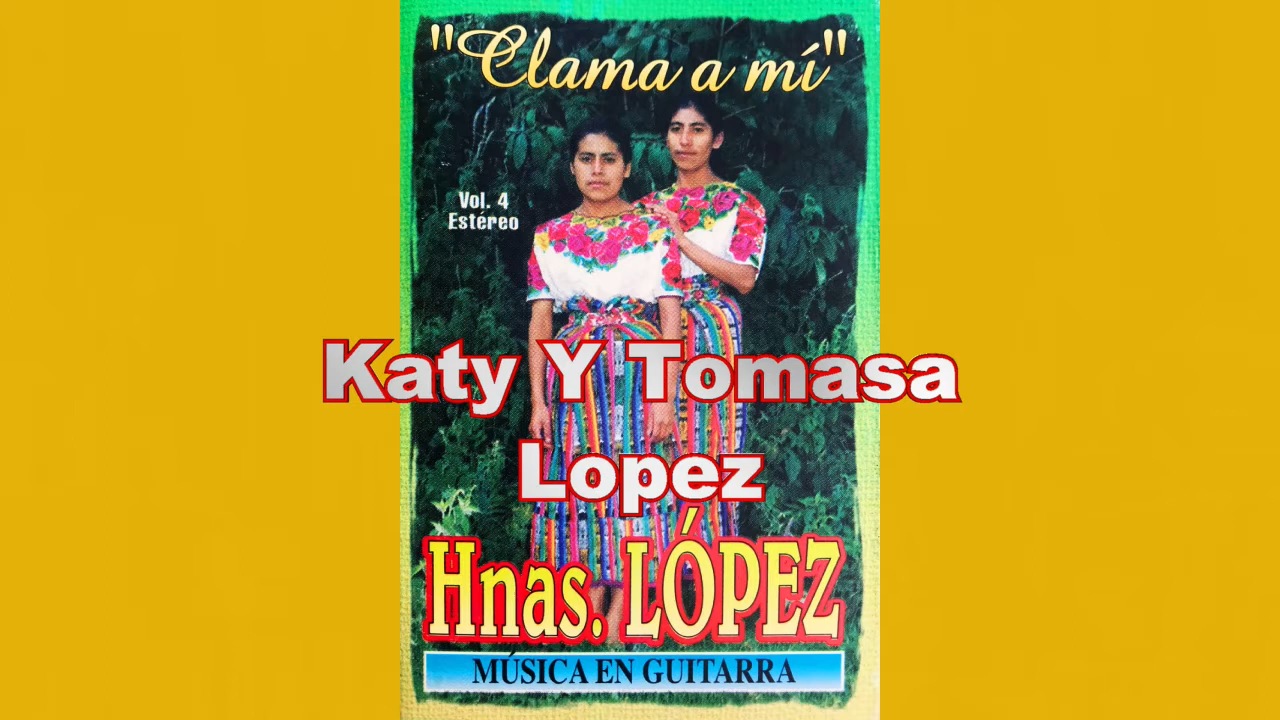 "Clama a mí"
Vol. 4
Estéreo
Katy Y Tomasa
Lopez
Hnas. LÓPEZ
MÚSICA EN GUITARRA